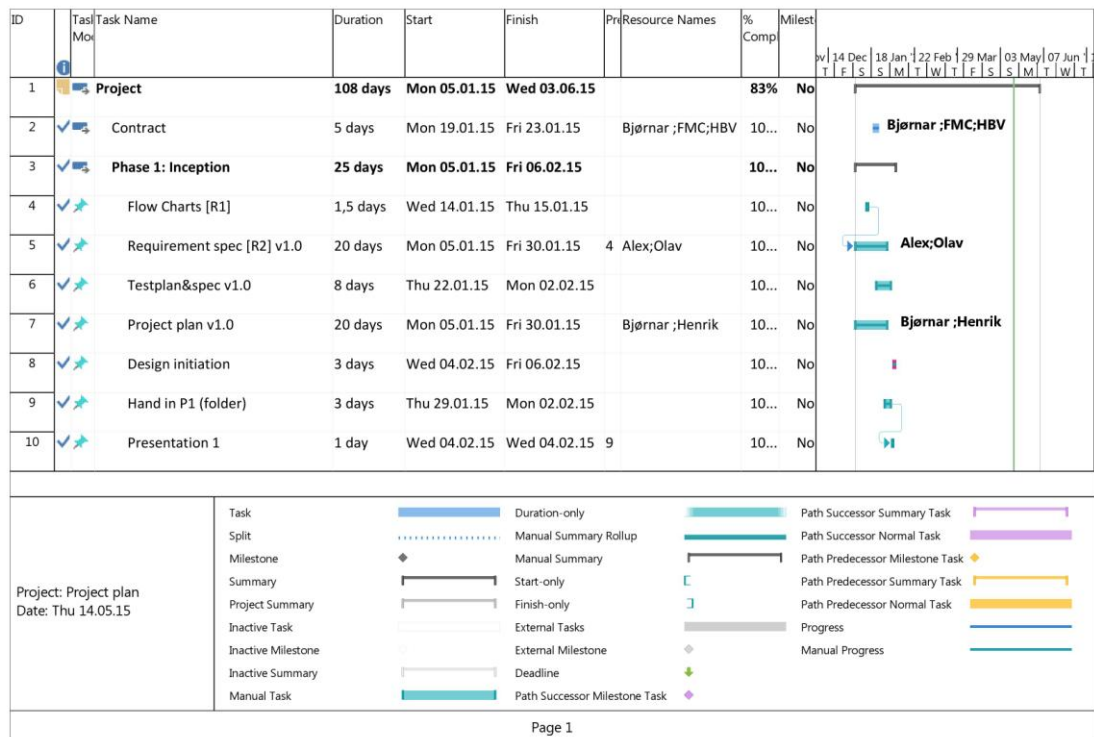 ID Task Mod Task Name Duration Start Finish Pre Resource Names % Compl Milest
ov 14 Dec 18 Jan '1 22 Feb '1 29 Mar 03 May 07 Jun '1
T F S S M T W T F S S M T W T
1 Project 108 days Mon 05.01.15 Wed 03.06.15 83% No
2 Contract 5 days Mon 19.01.15 Fri 23.01.15 Bjørnar ;FMC;HBV 10... No Bjørnar ;FMC;HBV
3 Phase 1: Inception 25 days Mon 05.01.15 Fri 06.02.15 10... No
4 Flow Charts [R1] 1,5 days Wed 14.01.15 Thu 15.01.15 10... No
5 Requirement spec [R2] v1.0 20 days Mon 05.01.15 Fri 30.01.15 4 Alex;Olav 10... No Alex;Olav
6 Testplan&spec v1.0 8 days Thu 22.01.15 Mon 02.02.15 10... No
7 Project plan v1.0 20 days Mon 05.01.15 Fri 30.01.15 Bjørnar ;Henrik 10... No Bjørnar ;Henrik
8 Design initiation 3 days Wed 04.02.15 Fri 06.02.15 10... No
9 Hand in P1 (folder) 3 days Thu 29.01.15 Mon 02.02.15 10... No
10 Presentation 1 1 day Wed 04.02.15 Wed 04.02.15 9 10... No
Project: Project plan
Date: Thu 14.05.15
Task
Split
Milestone
Summary
Project Summary
Inactive Task
Inactive Milestone
Inactive Summary
Manual Task
Duration-only
Manual Summary Rollup
Manual Summary
Start-only
Finish-only
External Tasks
External Milestone
Deadline
Path Successor Milestone Task
Path Successor Summary Task
Path Successor Normal Task
Path Predecessor Milestone Task
Path Predecessor Summary Task
Path Predecessor Normal Task
Progress
Manual Progress
Page 1